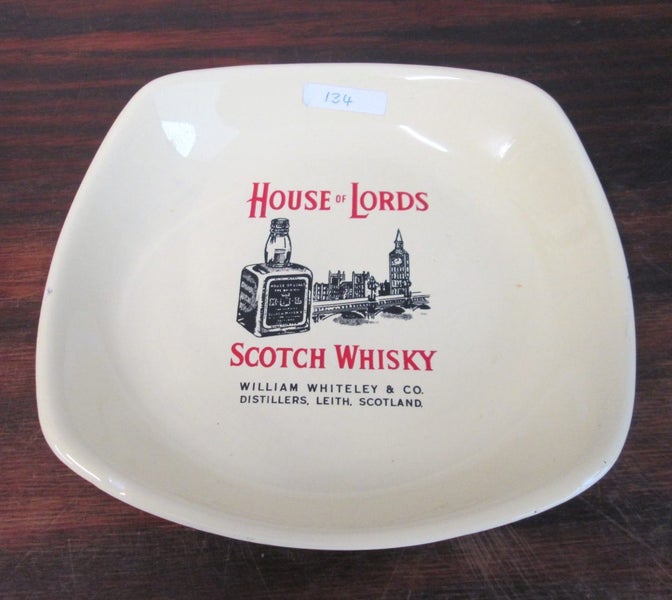 134
HOUSE OF LORDS
SCOTCH WHISKY
WILLIAM WHITELEY & CO.
DISTILLERS, LEITH, SCOTLAND.